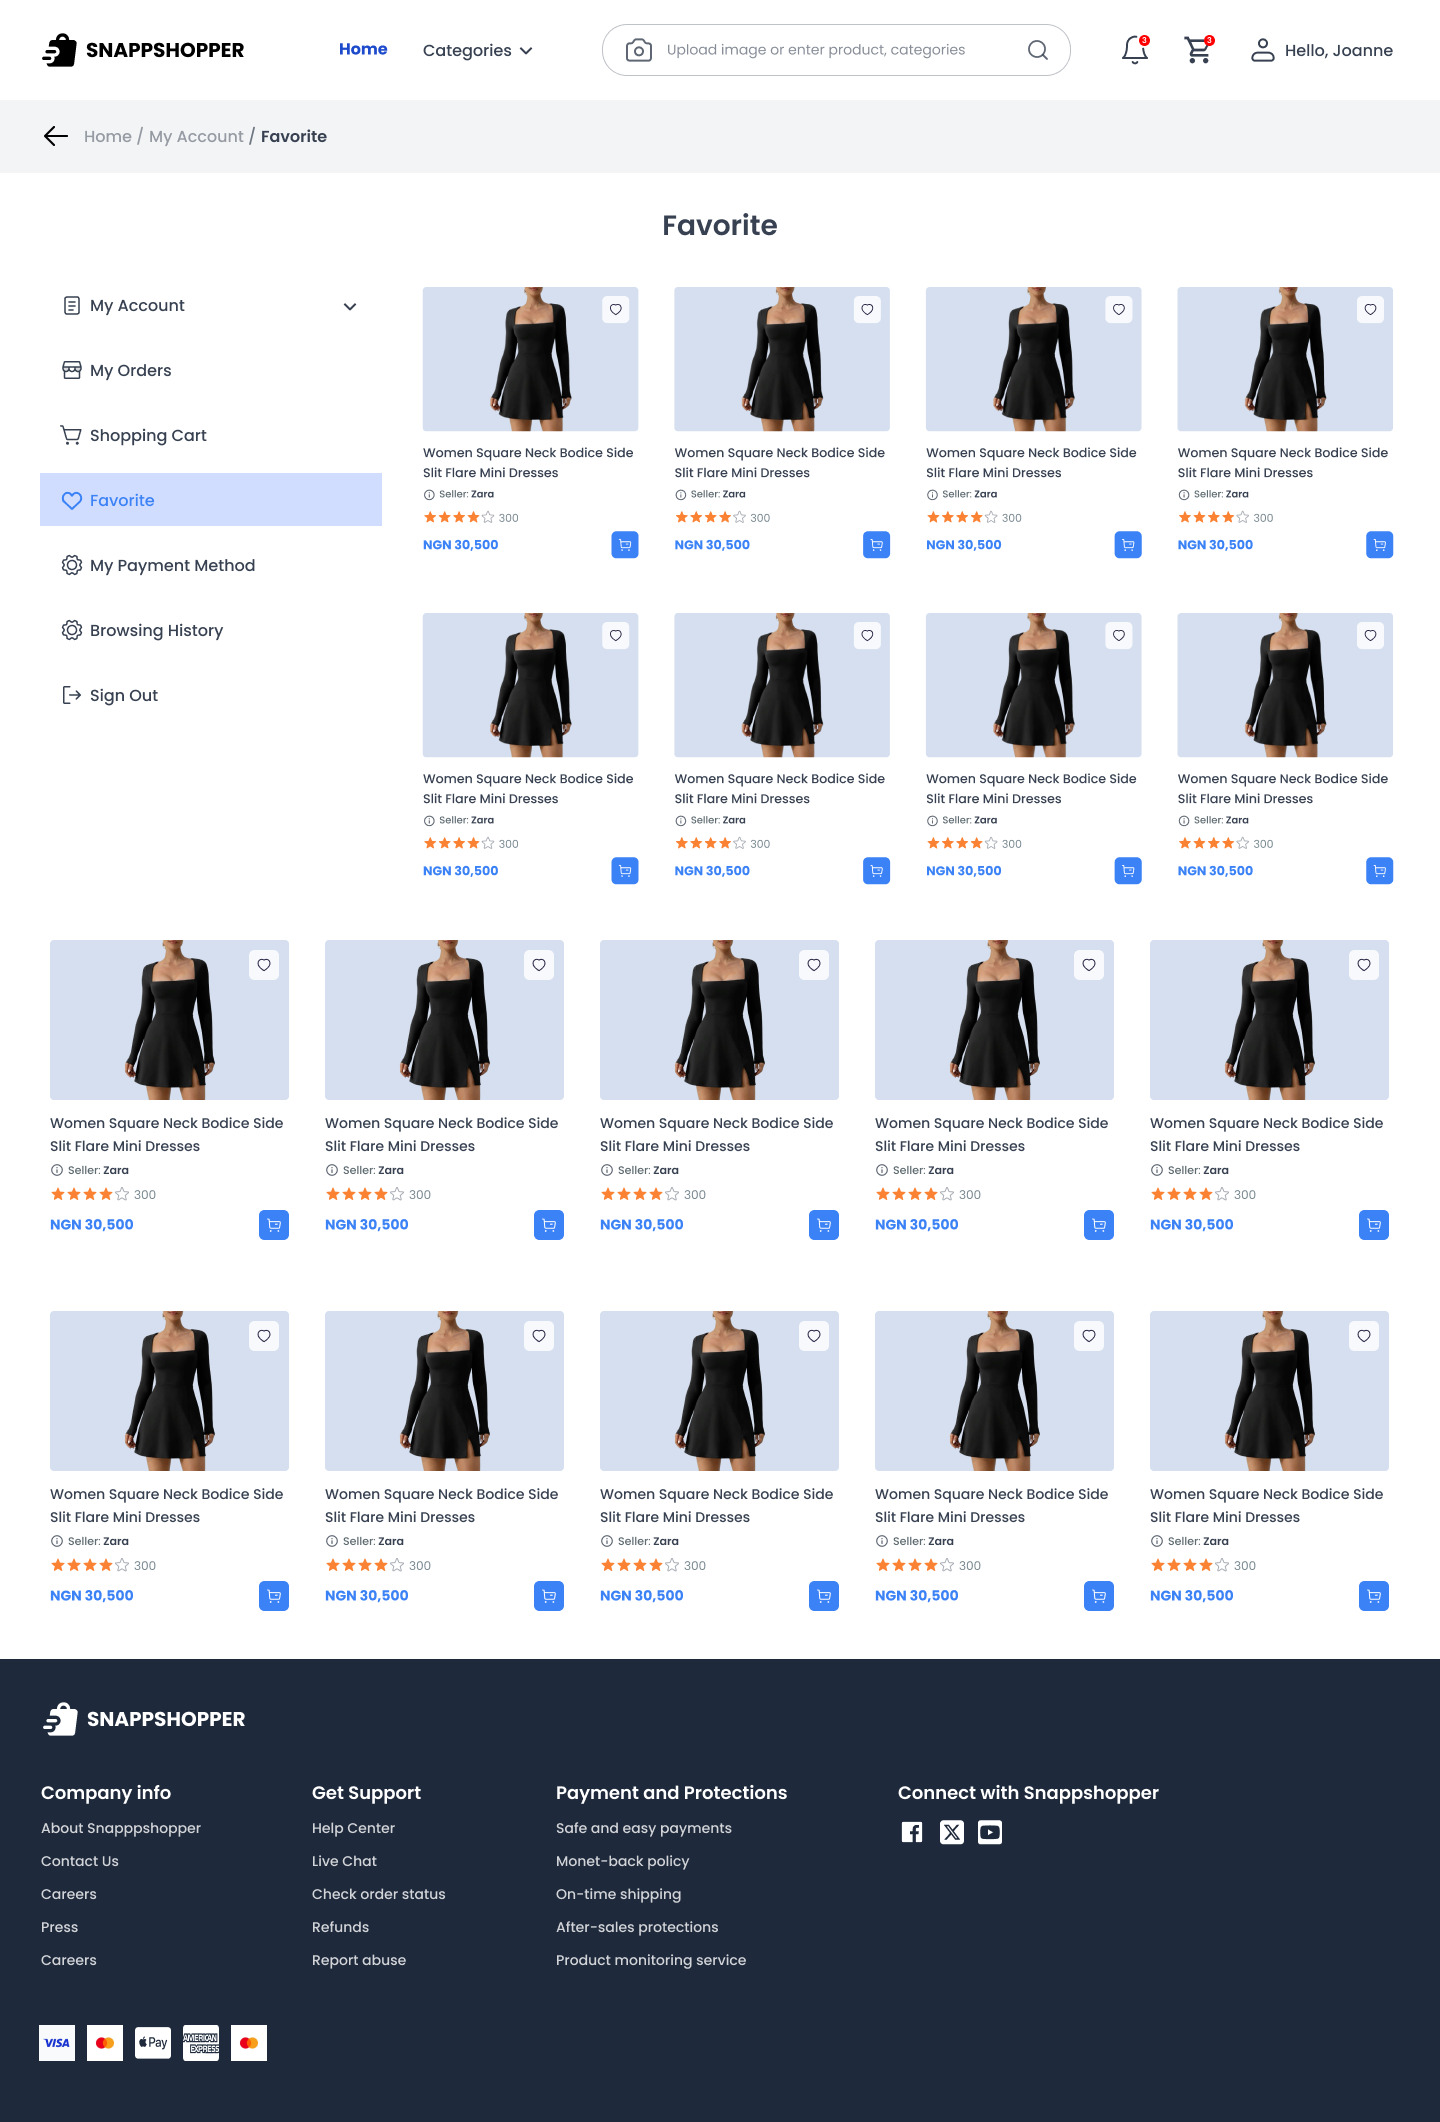 SNAPPSHOPPER
Home
Categories
Upload image or enter product, categories
3
3
Hello, Joanne
Home / My Account / Favorite
Favorite
My Account
My Orders
Shopping Cart
Favorite
My Payment Method
Browsing History
Sign Out
Women Square Neck Bodice Side
Slit Flare Mini Dresses
Seller: Zara
300
NGN 30,500
Women Square Neck Bodice Side
Slit Flare Mini Dresses
Seller: Zara
300
NGN 30,500
Women Square Neck Bodice Side
Slit Flare Mini Dresses
Seller: Zara
300
NGN 30,500
Women Square Neck Bodice Side
Slit Flare Mini Dresses
Seller: Zara
300
NGN 30,500
Women Square Neck Bodice Side
Slit Flare Mini Dresses
Seller: Zara
300
NGN 30,500
Women Square Neck Bodice Side
Slit Flare Mini Dresses
Seller: Zara
300
NGN 30,500
Women Square Neck Bodice Side
Slit Flare Mini Dresses
Seller: Zara
300
NGN 30,500
Women Square Neck Bodice Side
Slit Flare Mini Dresses
Seller: Zara
300
NGN 30,500
Women Square Neck Bodice Side
Slit Flare Mini Dresses
Seller: Zara
300
NGN 30,500
Women Square Neck Bodice Side
Slit Flare Mini Dresses
Seller: Zara
300
NGN 30,500
Women Square Neck Bodice Side
Slit Flare Mini Dresses
Seller: Zara
300
NGN 30,500
Women Square Neck Bodice Side
Slit Flare Mini Dresses
Seller: Zara
300
NGN 30,500
Women Square Neck Bodice Side
Slit Flare Mini Dresses
Seller: Zara
300
NGN 30,500
Women Square Neck Bodice Side
Slit Flare Mini Dresses
Seller: Zara
300
NGN 30,500
Women Square Neck Bodice Side
Slit Flare Mini Dresses
Seller: Zara
300
NGN 30,500
Women Square Neck Bodice Side
Slit Flare Mini Dresses
Seller: Zara
300
NGN 30,500
Women Square Neck Bodice Side
Slit Flare Mini Dresses
Seller: Zara
300
NGN 30,500
Women Square Neck Bodice Side
Slit Flare Mini Dresses
Seller: Zara
300
NGN 30,500
SNAPPSHOPPER
Company info
About Snapppshopper
Contact Us
Careers
Press
Careers
Get Support
Help Center
Live Chat
Check order status
Refunds
Report abuse
Payment and Protections
Safe and easy payments
Monet-back policy
On-time shipping
After-sales protections
Product monitoring service
Connect with Snappshopper
VISA
Pay
AMERICAN
EXPRESS